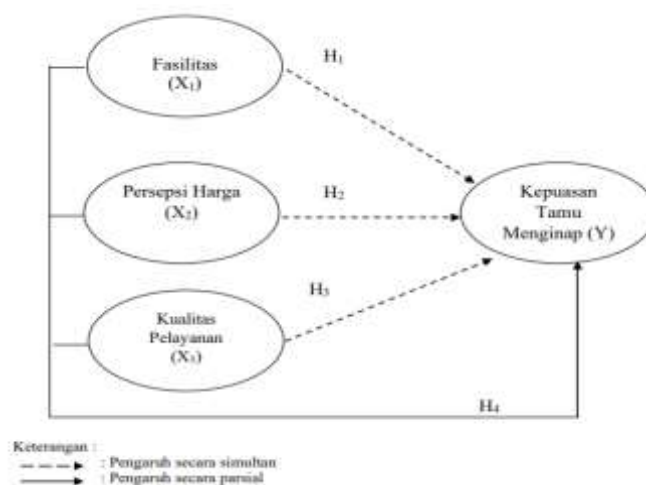 Fasilitas
(X₁)
H₁
Persepsi Harga
(X₂)
H₂
Kepuasan
Tamu
Menginap (Y)
Kualitas
Pelayanan
(X₃)
H₃
H₄
Keterangan :
: Pengaruh secara simultan
: Pengaruh secara parsial